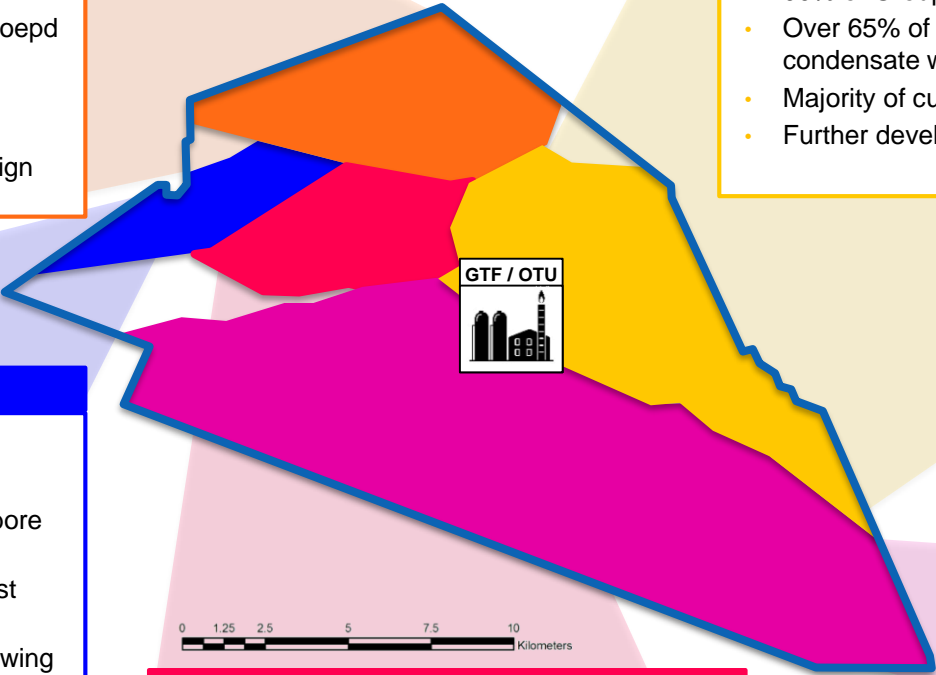 oepd
ign
• Over 65% of
condensate w
• Majority of cu
• Further devel
GTF / OTU
ore
st
wing
0 1.25 2.5 5 7.5 10
Kilometers